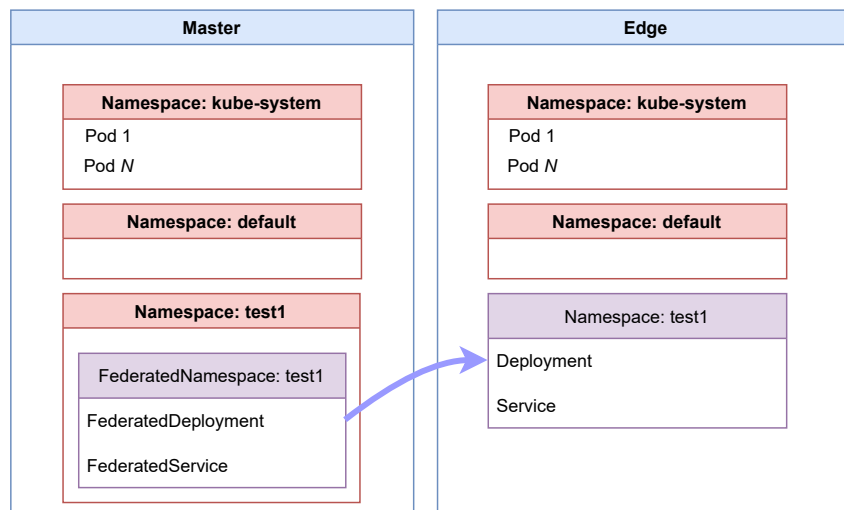 Master
Namespace: kube-system
Pod 1
Pod N
Namespace: default
Namespace: test1
FederatedNamespace: test1
FederatedDeployment
FederatedService
Edge
Namespace: kube-system
Pod 1
Pod N
Namespace: default
Namespace: test1
Deployment
Service